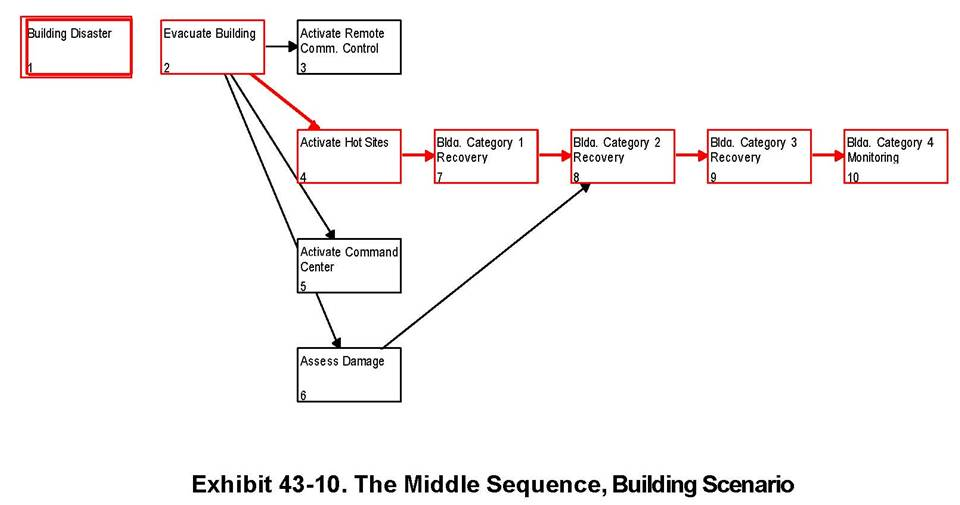 Building Disaster
1
Evacuate Building
2
Activate Remote
Comm. Control
3
Activate Hot Sites
4
Bldg. Category 1
Recovery
7
Bldg. Category 2
Recovery
8
Bldg. Category 3
Recovery
9
Bldg. Category 4
Monitoring
10
Activate Command
Center
5
Assess Damage
6
Exhibit 43-10. The Middle Sequence, Building Scenario